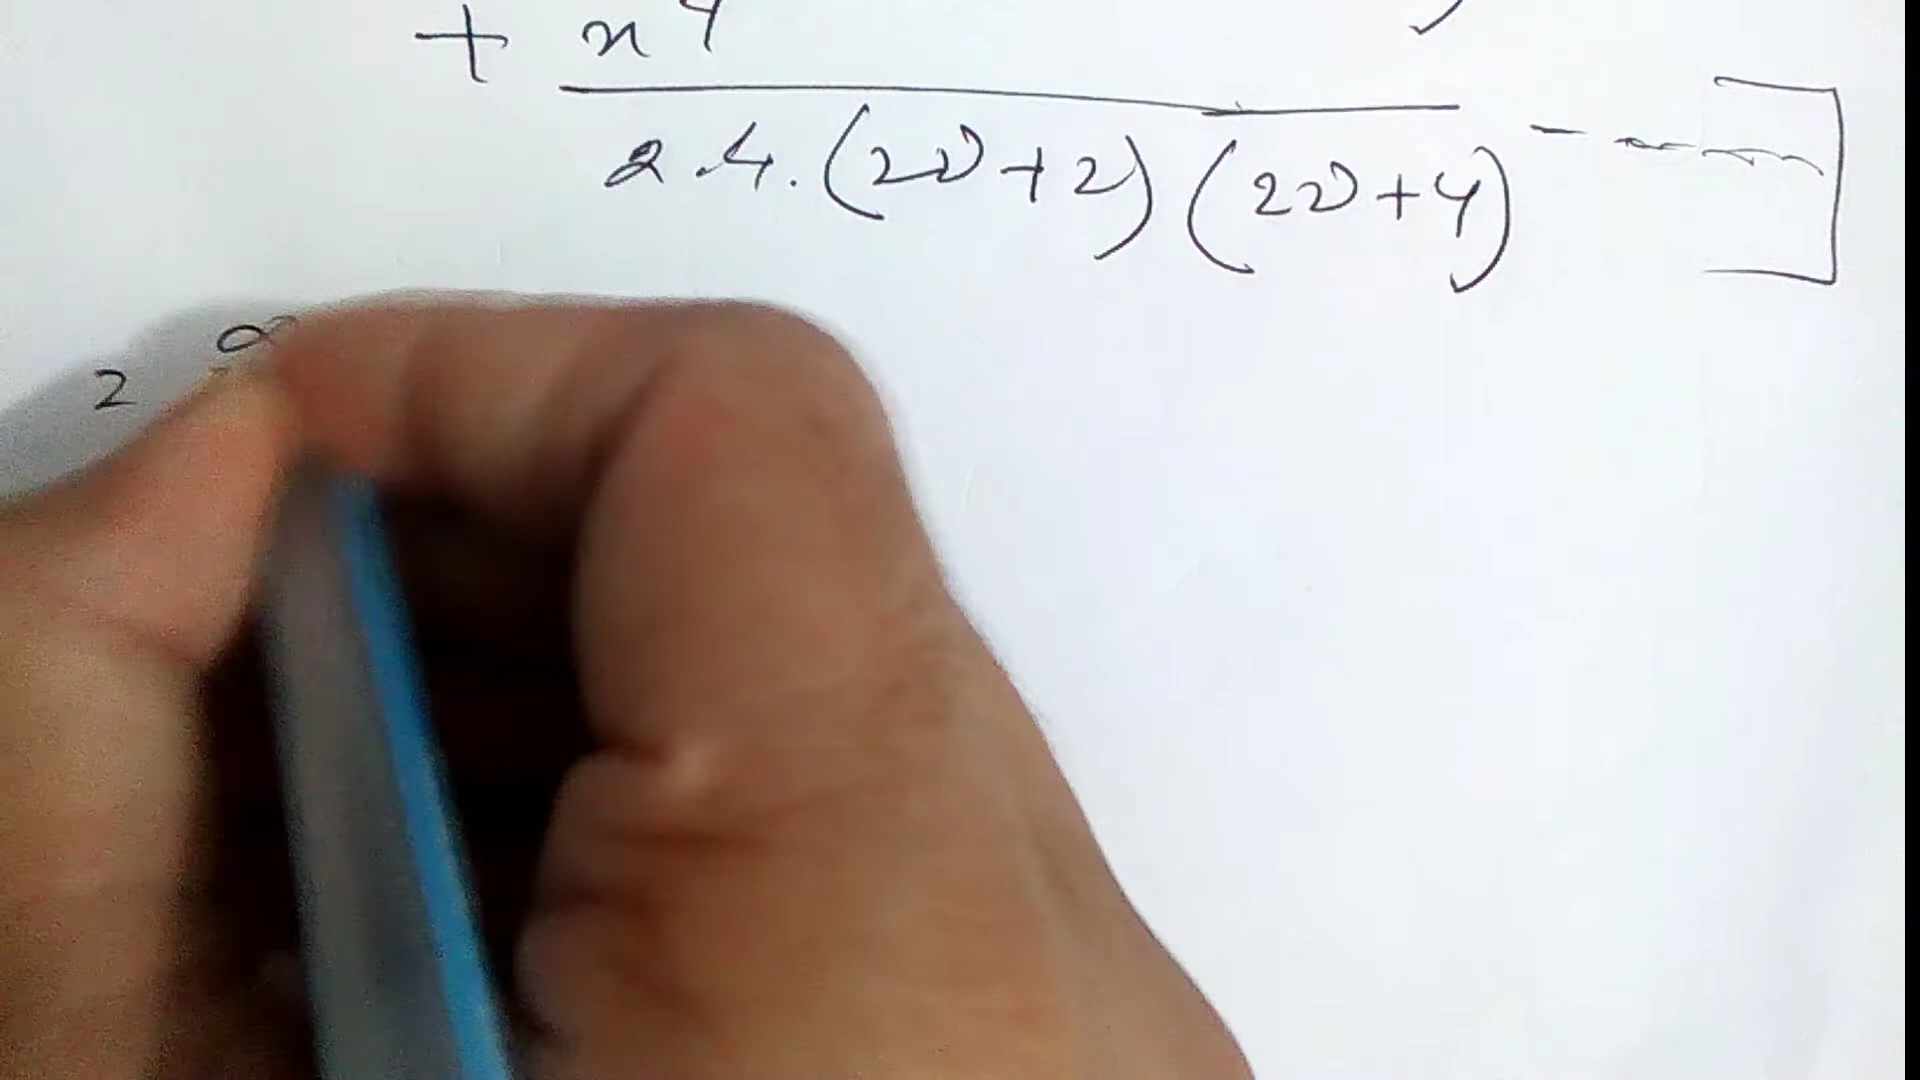 + x⁴
2.4.(2ν+2)(2ν+4) ----]
2 ∞